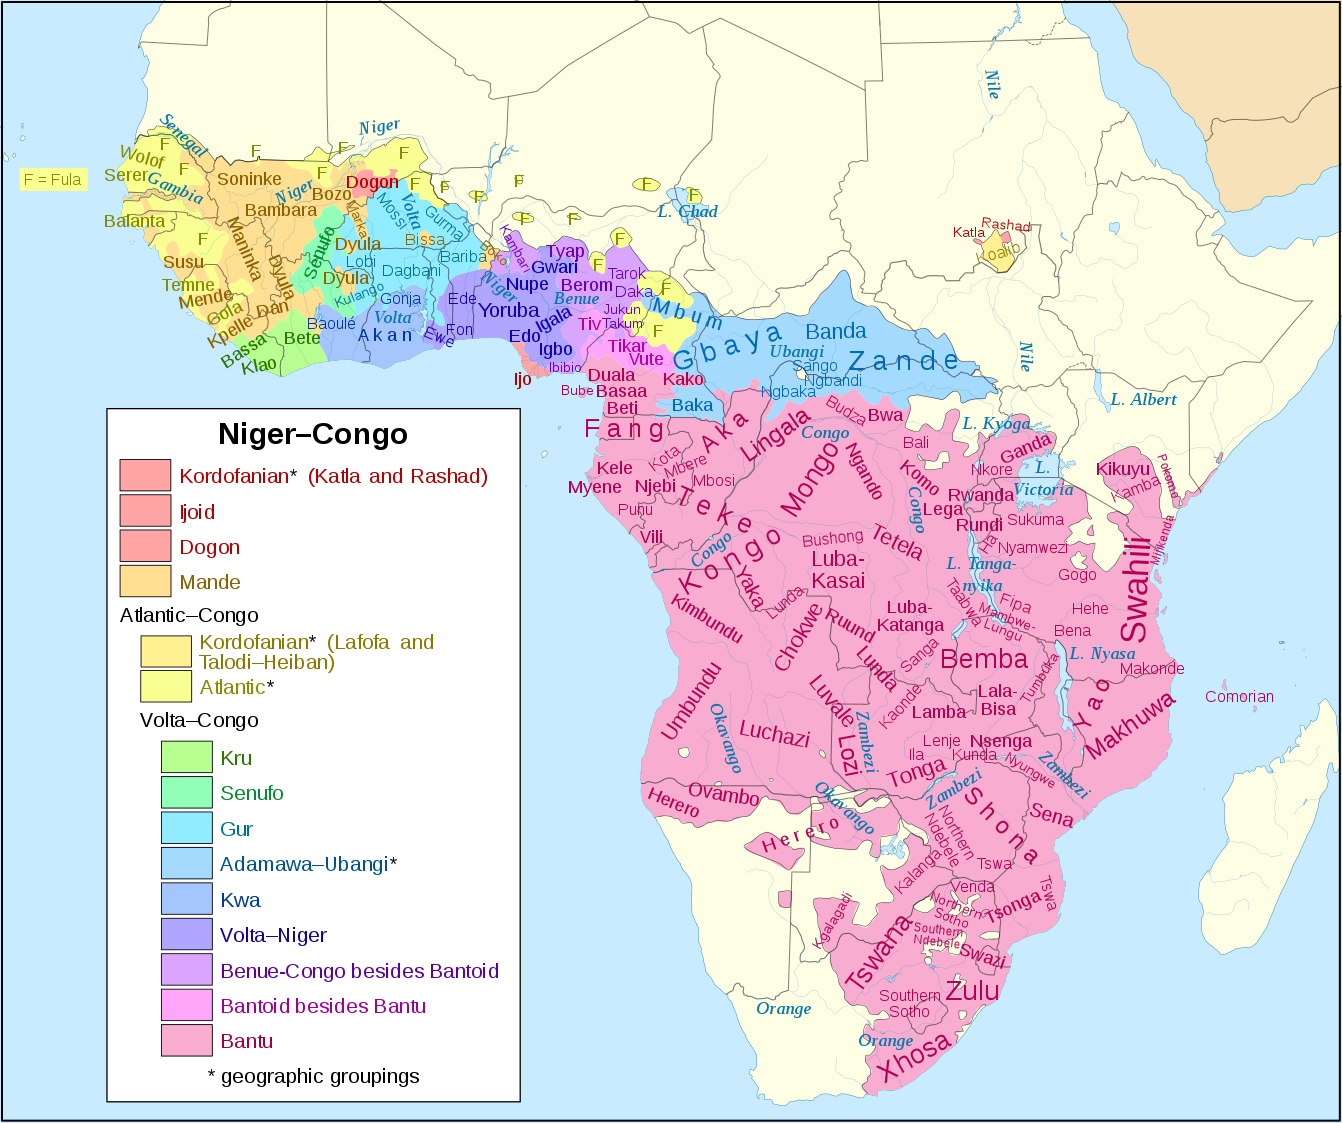 Niger
Senegal
Wolof
F
F
F
F
F
F
Serer
F = Fula
Gambia
Soninke
Niger
Bozo
Dogon
F
F
F
F
F
F
Balanta
Bambara
Marka
Mossi
Volta
Gurma
F
F
F
Maninka
Senufo
Dyula
Bissa
Boko
Kambari
Susu
Dyula
Lobi
Dagbani
Bariba
Tyap
Gwari
Tarok
Temne
Mende
Dyula
Kulango
Gonja
Ede
Niger
Nupe
Berom
Daka
F
Gola
Dan
Volta
Benue
Jukun
Mbum
Kpelle
Baoulé
Akan
Ewe
Fon
Yoruba
Igala
Tiv
Takum
F
Bassa
Bete
Edo
Igbo
Tikar
Vute
Klao
Ijo
Ibibio
Duala
Kako
Bube
Basaa
Beti
Baka
Gbaya
Banda
Ubangi
Sango
Zande
Ngbandi
Ngbaka
L. Chad
Nile
Katla
Rashad
Koalib
Nile
L. Albert
Fang
Aka
Lingala
Budza
Bwa
Congo
L. Kyoga
Bali
Ganda
Kele
Kota
Mbere
Mbosi
Mongo
Ngando
Komo
Nkore
L.
Victoria
Kikuyu
Kamba
Pokomo
Myene
Njebi
Teke
Congo
Lega
Rwanda
Punu
Rundi
Sukuma
Mijikenda
Vili
Congo
Kongo
Bushong
Tetela
Ha
Nyamwezi
Swahili
Luba-
Kasai
L. Tanga-
nyika
Gogo
Yaka
Lunda
Taabwa
Fipa
Hehe
Kimbundu
Chokwe
Ruund
Luba-
Katanga
Mambwe-
Lungu
Bena
Lunda
Sanga
Bemba
L. Nyasa
Makonde
Tumbuka
Umbundu
Luvale
Kaonde
Lala-
Bisa
Yao
Comorian
Okavango
Luchazi
Lozi
Zambezi
Lamba
Makhuwa
Lenje
Nsenga
Ila
Kunda
Nyungwe
Zambezi
Tonga
Zambezi
Herero
Ovambo
Okavango
Shona
Sena
Herero
Northern
Ndebele
Kalanga
Tswa
Venda
Tswa
Kgalagadi
Northern
Sotho
Tsonga
Tswana
Southern
Ndebele
Swazi
Southern
Sotho
Zulu
Orange
Orange
Xhosa
Niger–Congo
Kordofanian* (Katla and Rashad)
Ijoid
Dogon
Mande
Atlantic–Congo
Kordofanian* (Lafofa and
Talodi–Heiban)
Atlantic*
Volta–Congo
Kru
Senufo
Gur
Adamawa–Ubangi*
Kwa
Volta–Niger
Benue-Congo besides Bantoid
Bantoid besides Bantu
Bantu
* geographic groupings